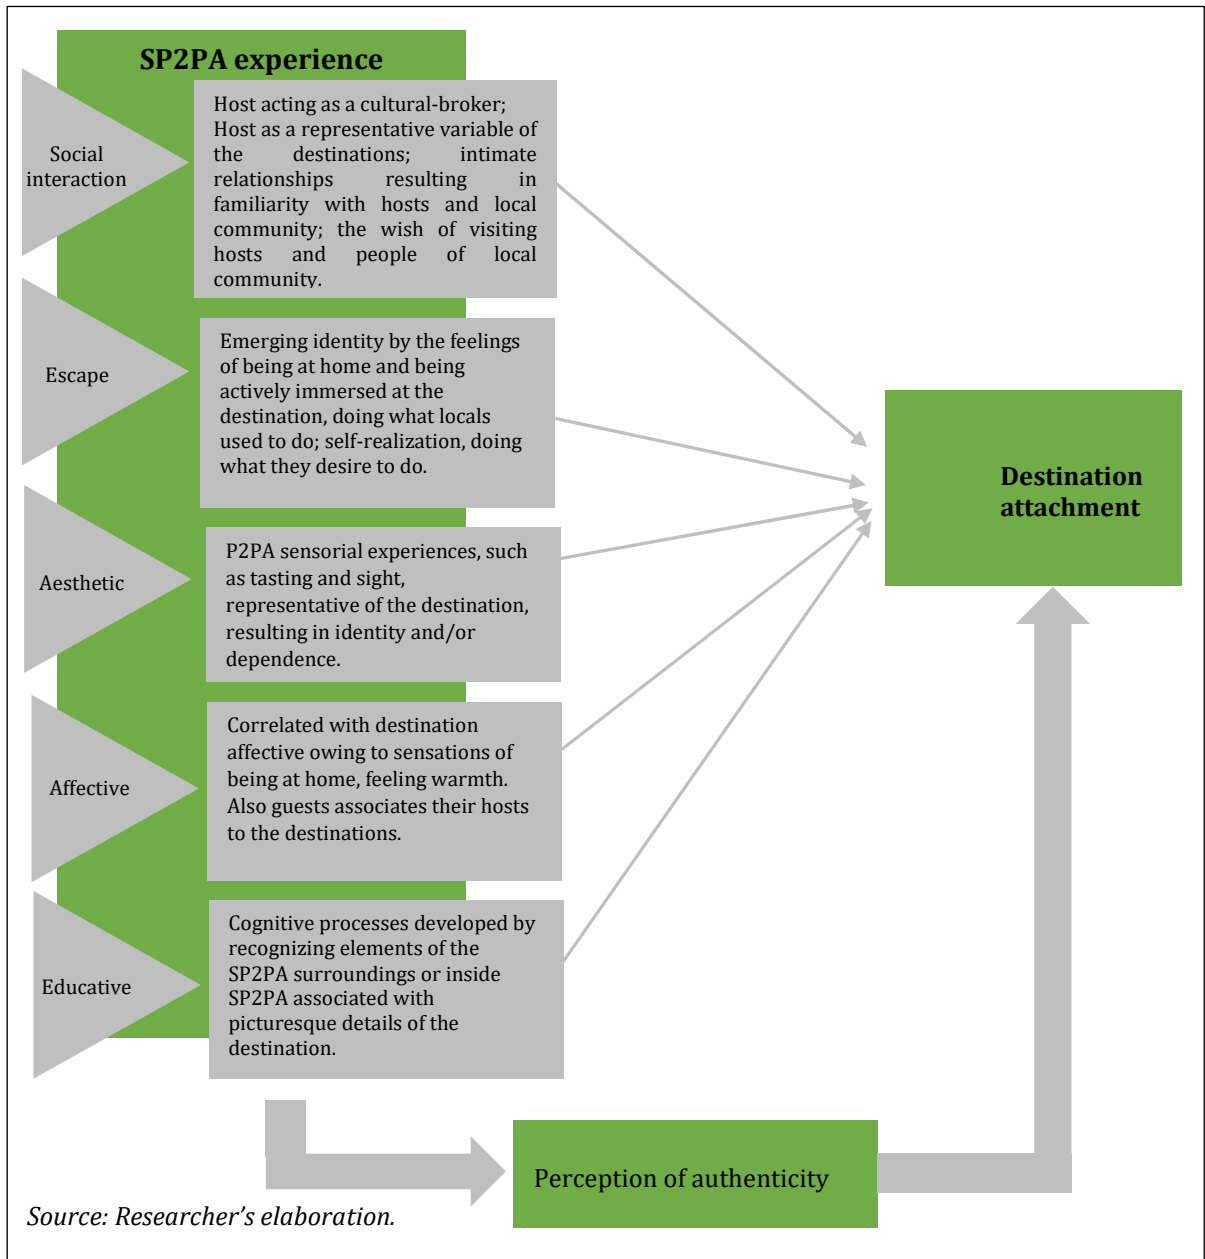 SP2PA experience
Social
interaction
Host acting as a cultural-broker;
Host as a representative variable of
the destinations; intimate
relationships resulting in
familiarity with hosts and local
community; the wish of visiting
hosts and people of local
community.
Escape
Emerging identity by the feelings
of being at home and being
actively immersed at the
destination, doing what locals
used to do; self-realization, doing
what they desire to do.
Aesthetic
P2PA sensorial experiences, such
as tasting and sight,
representative of the destination,
resulting in identity and/or
dependence.
Affective
Correlated with destination
affective owing to sensations of
being at home, feeling warmth.
Also guests associates their hosts
to the destinations.
Educative
Cognitive processes developed by
recognizing elements of the
SP2PA surroundings or inside
SP2PA associated with
picturesque details of the
destination.
Destination
attachment
Perception of authenticity
Source: Researcher's elaboration.